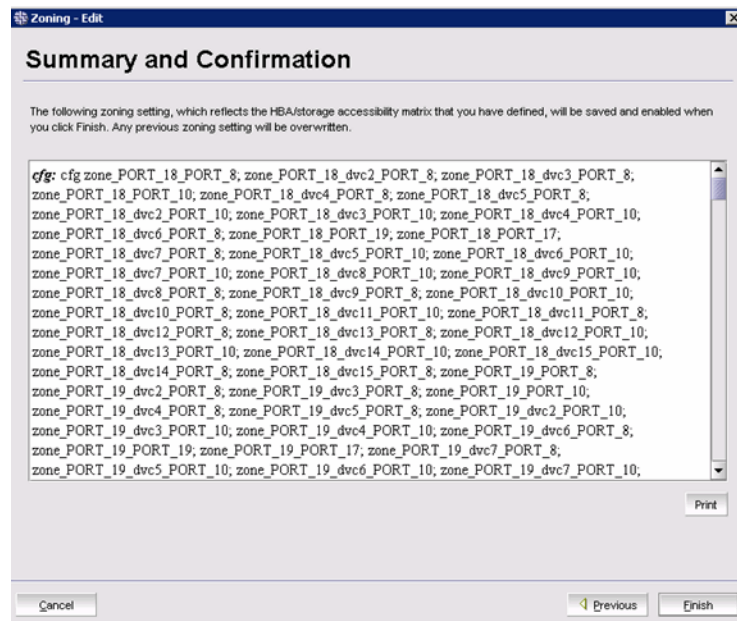 Zoning - Edit
Summary and Confirmation
The following zoning setting, which reflects the HBA/storage accessibility matrix that you have defined, will be saved and enabled when
you click Finish. Any previous zoning setting will be overwritten.
cfg: cfg zone_PORT_18_PORT_8; zone_PORT_18_dvc2_PORT_8; zone_PORT_18_dvc3_PORT_8;
zone_PORT_18_PORT_10; zone_PORT_18_dvc4_PORT_8; zone_PORT_18_dvc5_PORT_8;
zone_PORT_18_dvc2_PORT_10; zone_PORT_18_dvc3_PORT_10; zone_PORT_18_dvc4_PORT_10;
zone_PORT_18_dvc6_PORT_8; zone_PORT_18_PORT_19; zone_PORT_18_PORT_17;
zone_PORT_18_dvc7_PORT_8; zone_PORT_18_dvc5_PORT_10; zone_PORT_18_dvc6_PORT_10;
zone_PORT_18_dvc7_PORT_10; zone_PORT_18_dvc8_PORT_10; zone_PORT_18_dvc9_PORT_10;
zone_PORT_18_dvc8_PORT_8; zone_PORT_18_dvc9_PORT_8; zone_PORT_18_dvc10_PORT_10;
zone_PORT_18_dvc10_PORT_8; zone_PORT_18_dvc11_PORT_10; zone_PORT_18_dvc11_PORT_8;
zone_PORT_18_dvc12_PORT_8; zone_PORT_18_dvc13_PORT_8; zone_PORT_18_dvc12_PORT_10;
zone_PORT_18_dvc13_PORT_10; zone_PORT_18_dvc14_PORT_10; zone_PORT_18_dvc15_PORT_10;
zone_PORT_18_dvc14_PORT_8; zone_PORT_18_dvc15_PORT_8; zone_PORT_19_PORT_8;
zone_PORT_19_dvc2_PORT_8; zone_PORT_19_dvc3_PORT_8; zone_PORT_19_PORT_10;
zone_PORT_19_dvc4_PORT_8; zone_PORT_19_dvc5_PORT_8; zone_PORT_19_dvc2_PORT_10;
zone_PORT_19_dvc3_PORT_10; zone_PORT_19_dvc4_PORT_10; zone_PORT_19_dvc6_PORT_8;
zone_PORT_19_PORT_19; zone_PORT_19_PORT_17; zone_PORT_19_dvc7_PORT_8;
zone_PORT_19_dvc5_PORT_10; zone_PORT_19_dvc6_PORT_10; zone_PORT_19_dvc7_PORT_10;
Print
Cancel
Previous
Finish